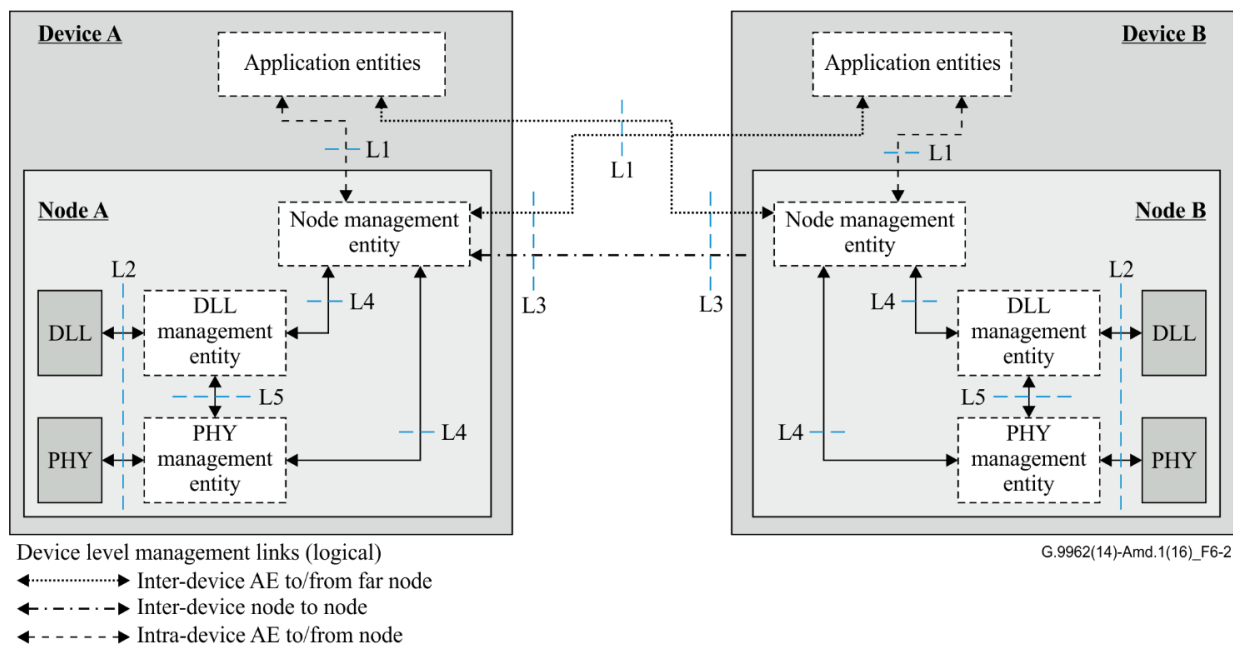 Device A
Application entities
L1
Node A
Node management
entity
L2
L4
DLL
DLL
management
entity
L5
PHY
PHY
management
entity
L4
L1
L3
L3
Device B
Application entities
L1
Node B
Node management
entity
L2
L4
DLL
management
entity
DLL
L5
L4
PHY
management
entity
PHY
Device level management links (logical)
G.9962(14)-Amd.1(16)_F6-2
Inter-device AE to/from far node
Inter-device node to node
Intra-device AE to/from node